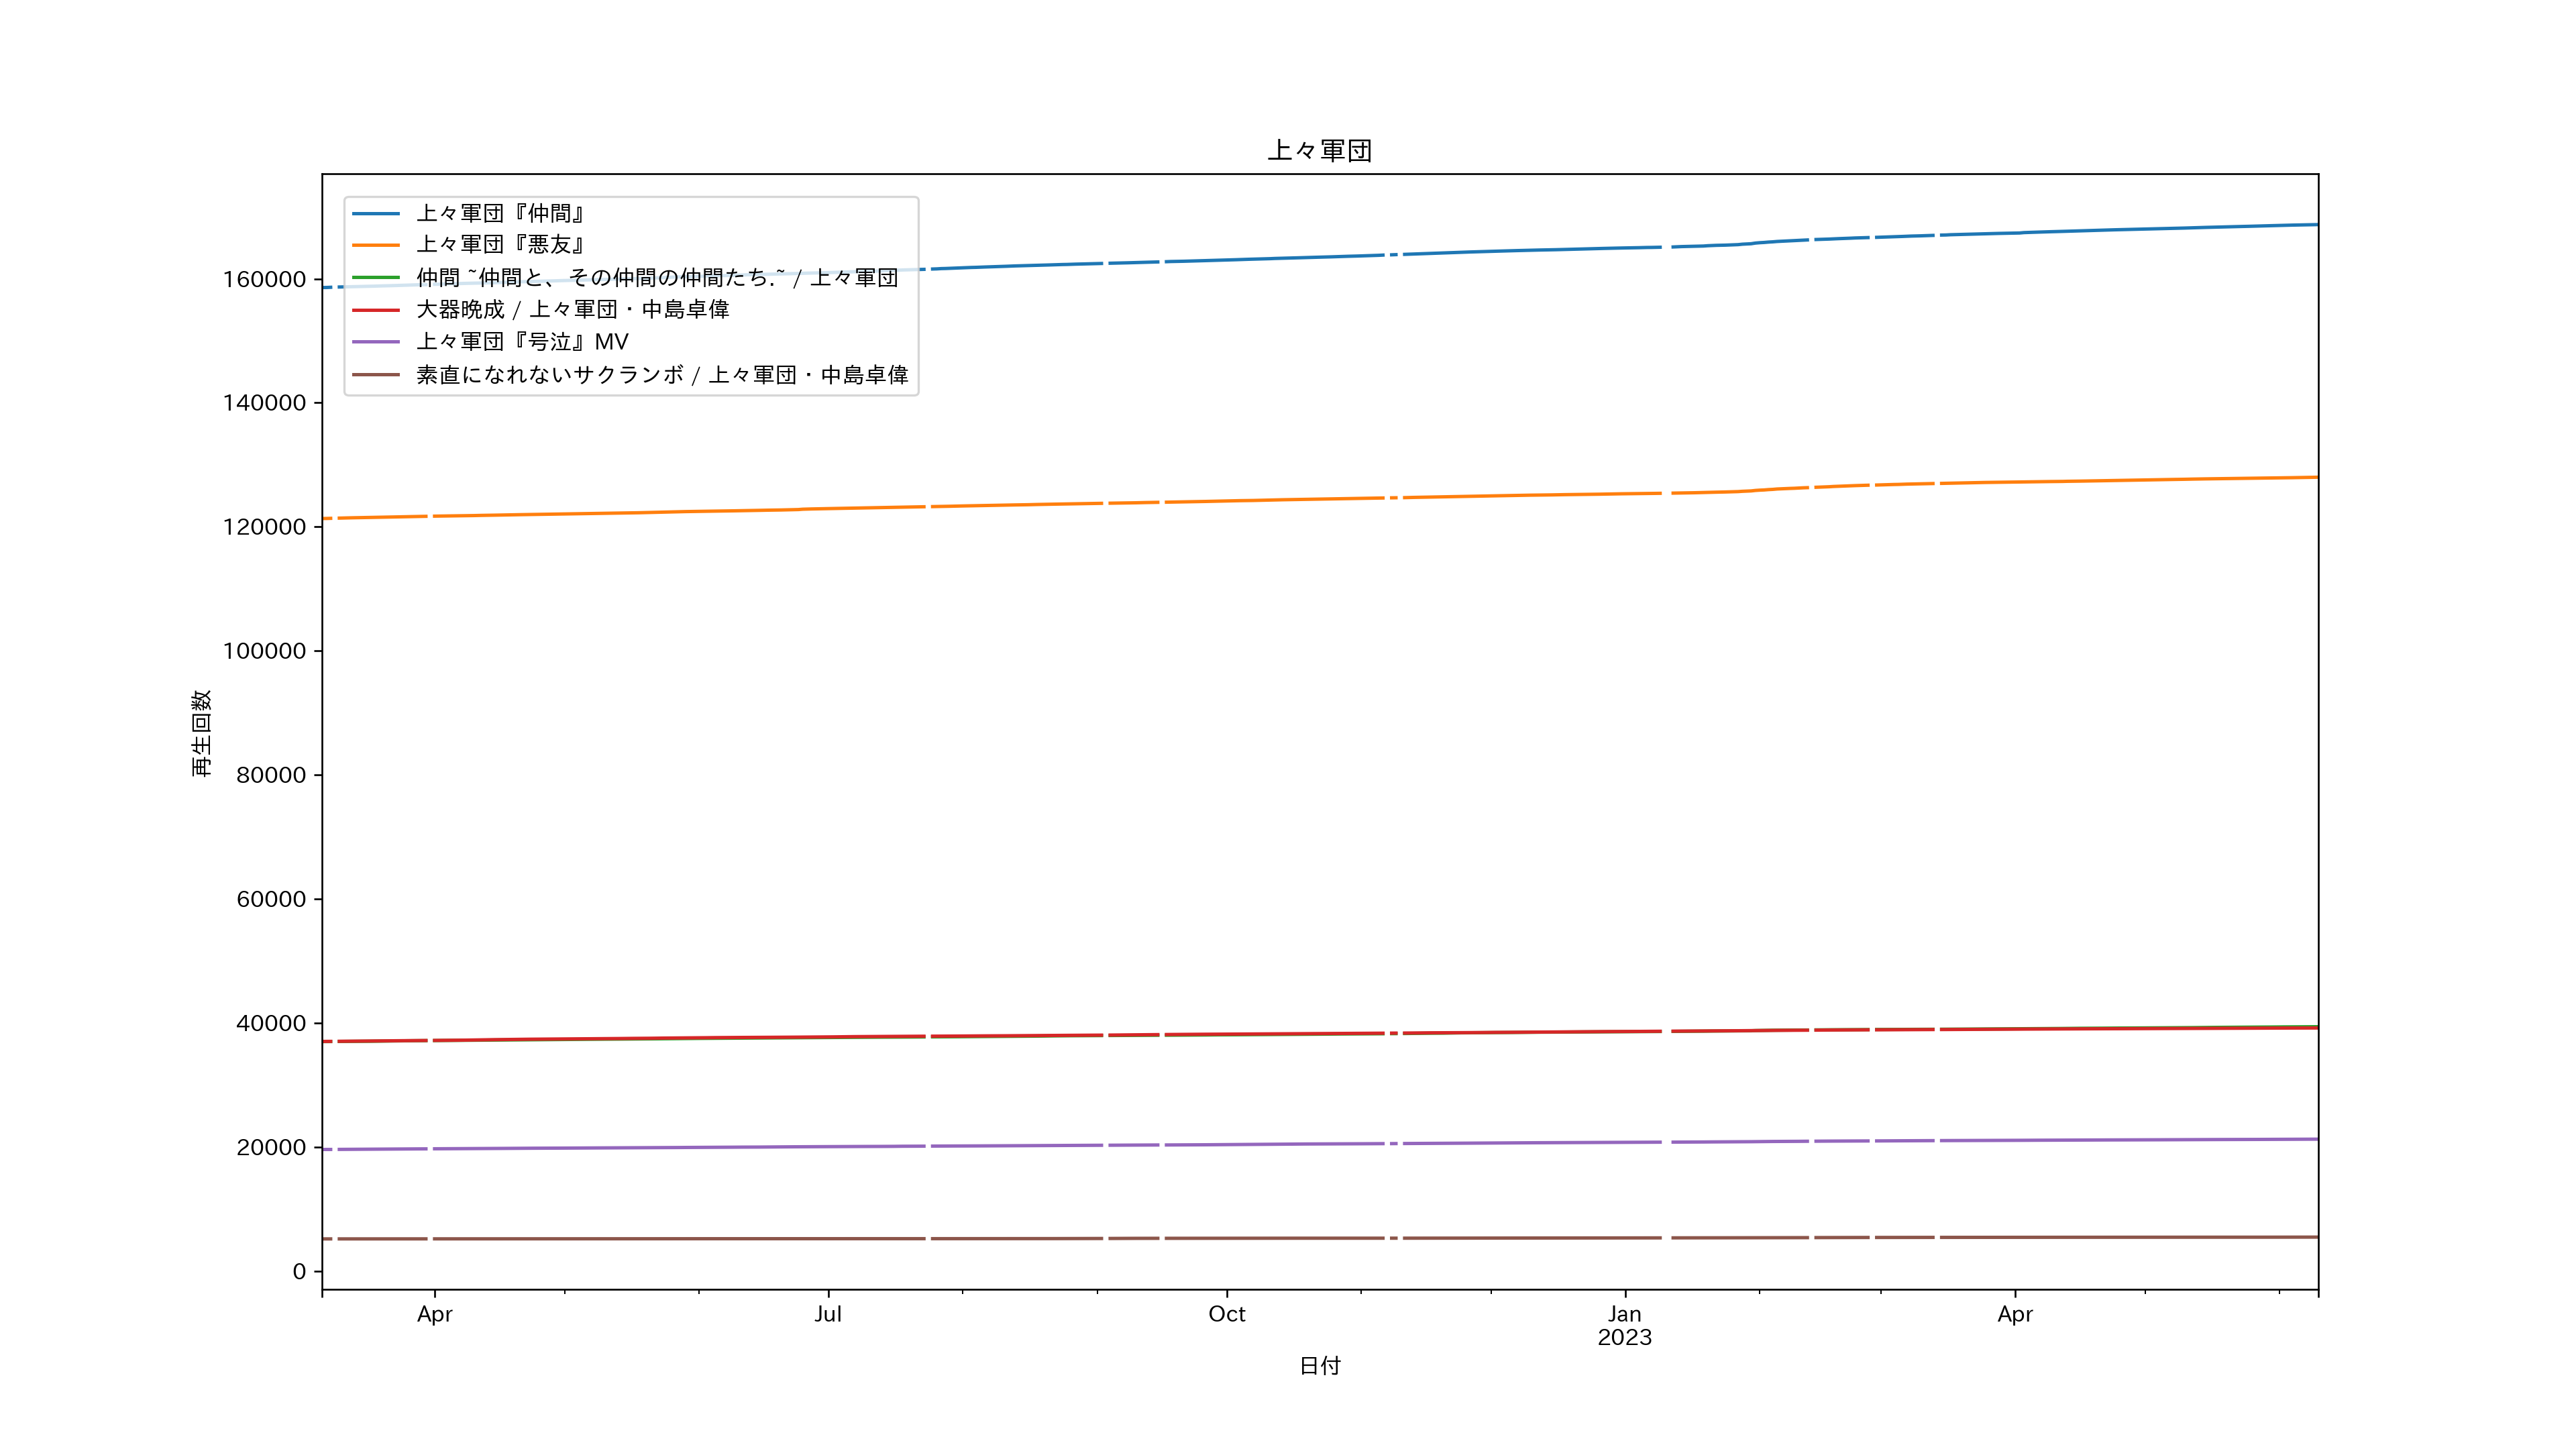 上々軍団
上々軍団『仲間』
上々軍団『悪友』
仲間 ~仲間と、その仲間の仲間たち.~ / 上々軍団
大器晩成 / 上々軍団・中島卓偉
上々軍団『号泣』MV
素直になれないサクランボ / 上々軍団・中島卓偉
160000
140000
120000
100000
80000
60000
40000
20000
0
再生回数
Apr
Jul
Oct
Jan
2023
Apr
日付